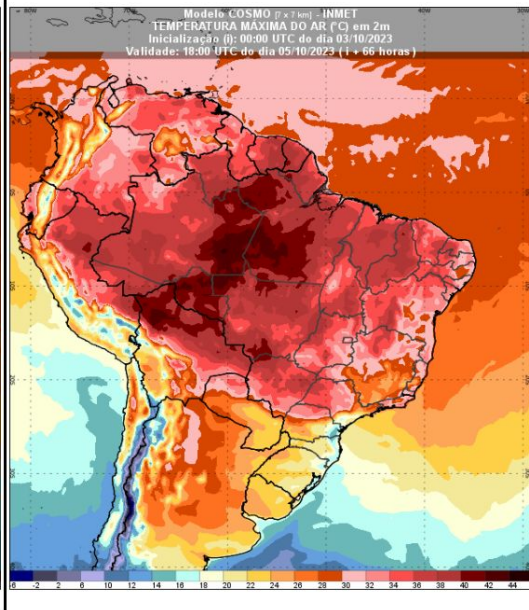 Modelo COSMO [7 x 7 km] - INMET
TEMPERATURA MÁXIMA DO AR (°C) em 2m
Inicialização (i): 00:00 UTC do dia 03/10/2023
Validade: 18:00 UTC do dia 05/10/2023 ( i + 66 horas )
-6 -2 2 6 10 12 14 16 18 20 22 24 26 28 30 32 34 36 38 40 42 44